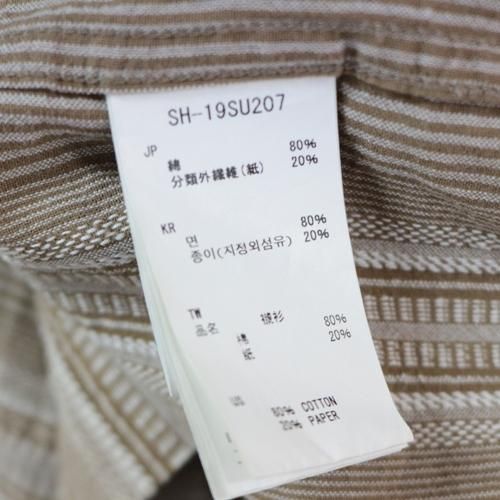 SH-19SU207
JP
綿 80%
分類外繊維(紙) 20%
KR
면 80%
종이(지정외섬유) 20%
TW
品名 襯衫
綿 80%
紙 20%
US
80% COTTON
20% PAPER